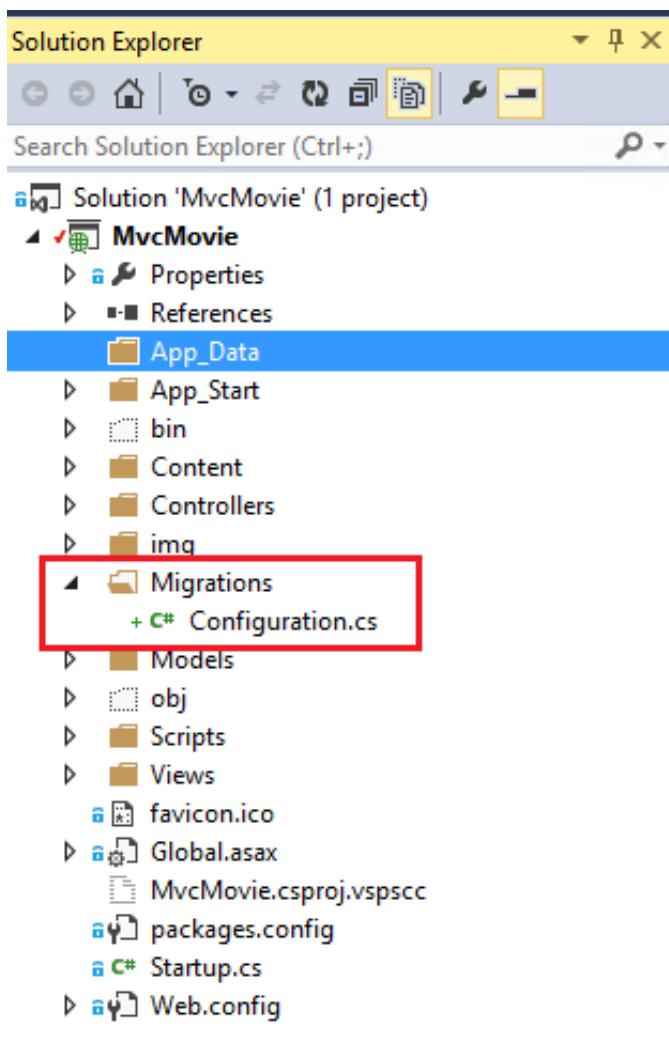 Solution Explorer
Search Solution Explorer (Ctrl+;)
Solution 'MvcMovie' (1 project)
MvcMovie
Properties
References
App_Data
App_Start
bin
Content
Controllers
img
Migrations
+ C# Configuration.cs
Models
obj
Scripts
Views
favicon.ico
Global.asax
MvcMovie.csproj.vspscc
packages.config
C# Startup.cs
Web.config